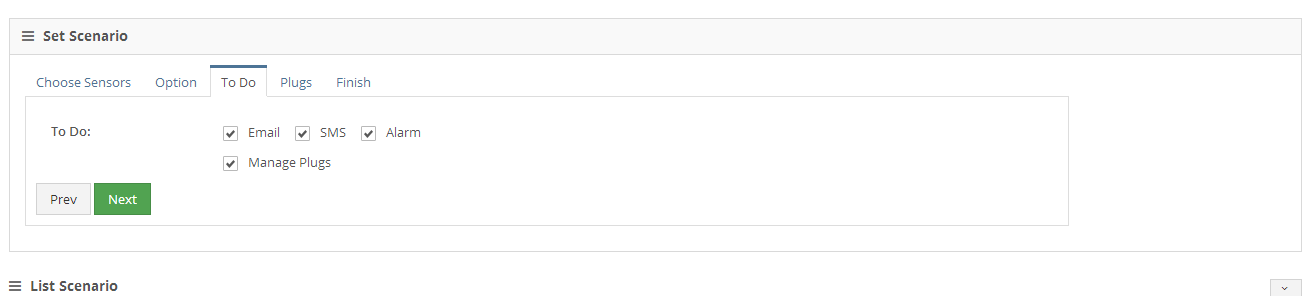 Set Scenario
Choose Sensors Option To Do Plugs Finish
To Do: Email SMS Alarm
Manage Plugs
Prev Next
List Scenario